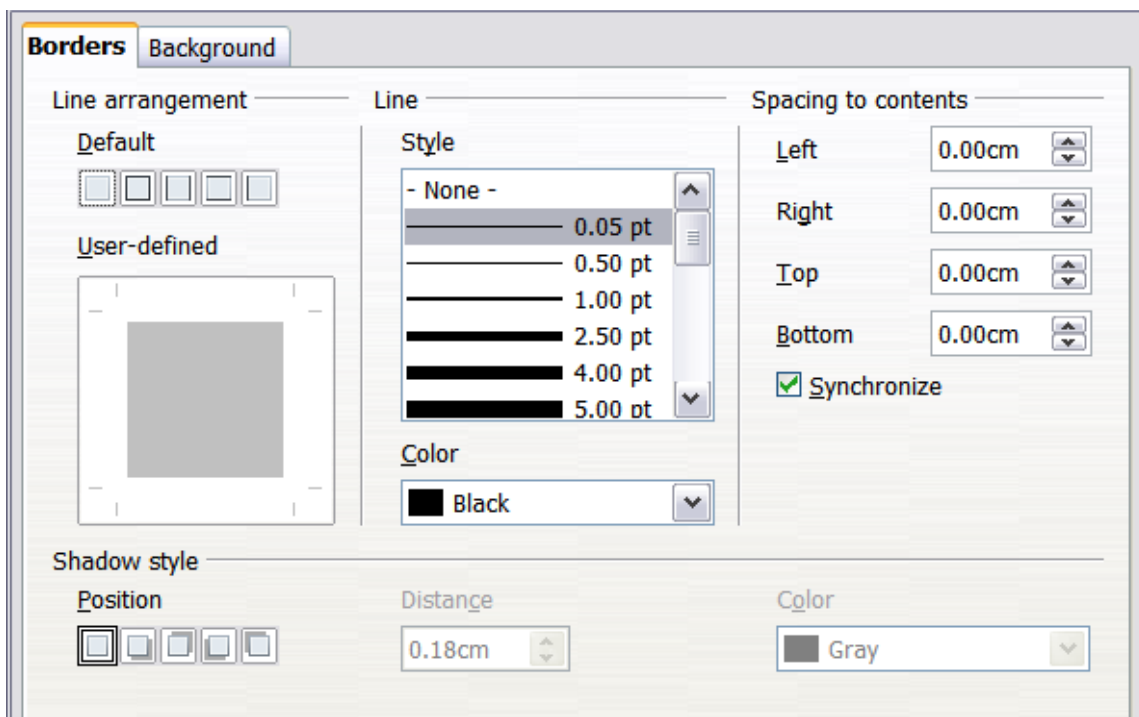 Borders Background
Line arrangement
Default
User-defined
Line
Style
- None -
0.05 pt
0.50 pt
1.00 pt
2.50 pt
4.00 pt
5.00 pt
Color
Black
Spacing to contents
Left 0.00cm
Right 0.00cm
Top 0.00cm
Bottom 0.00cm
Synchronize
Shadow style
Position
Distance
0.18cm
Color
Gray